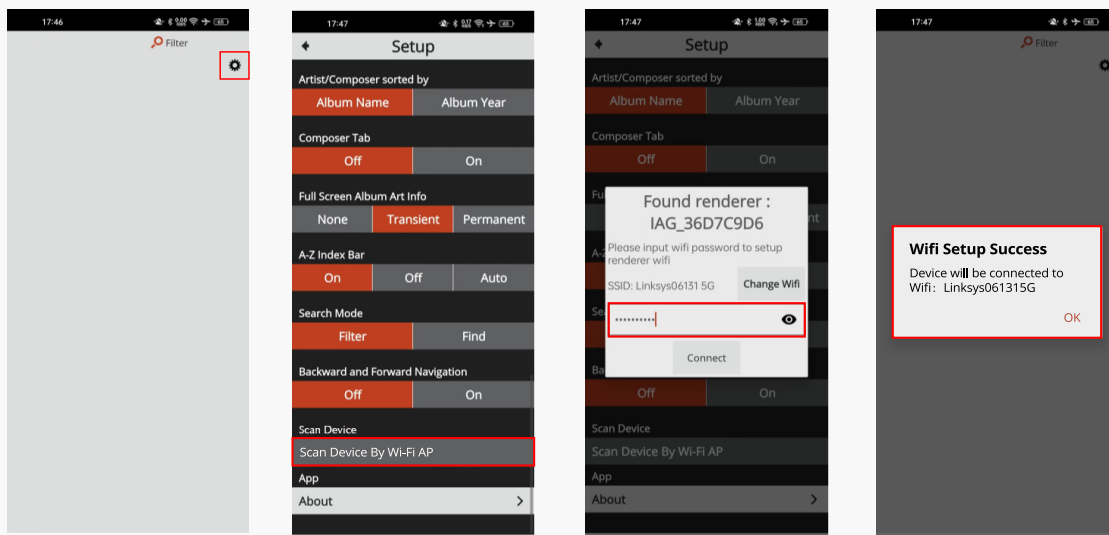 17:46
Filter
17:47
Setup
Artist/Composer sorted by
Album Name Album Year
Composer Tab
Off On
Full Screen Album Art Info
None Transient Permanent
A-Z Index Bar
On Off Auto
Search Mode
Filter Find
Backward and Forward Navigation
Off On
Scan Device
Scan Device By Wi-Fi AP
App
About
17:47
Setup
Artist/Composer sorted by
Album Name Album Year
Composer Tab
Off On
Fu
Found renderer :
IAG_36D7C9D6
nt
A-
Please input wifi password to setup
renderer wifi
SSID: Linksys06131 5G Change Wifi
Se
Connect
Ba
Off On
Scan Device
Scan Device By Wi-Fi AP
App
About
17:47
Filter
Wifi Setup Success
Device will be connected to
Wifi: Linksys061315G
OK